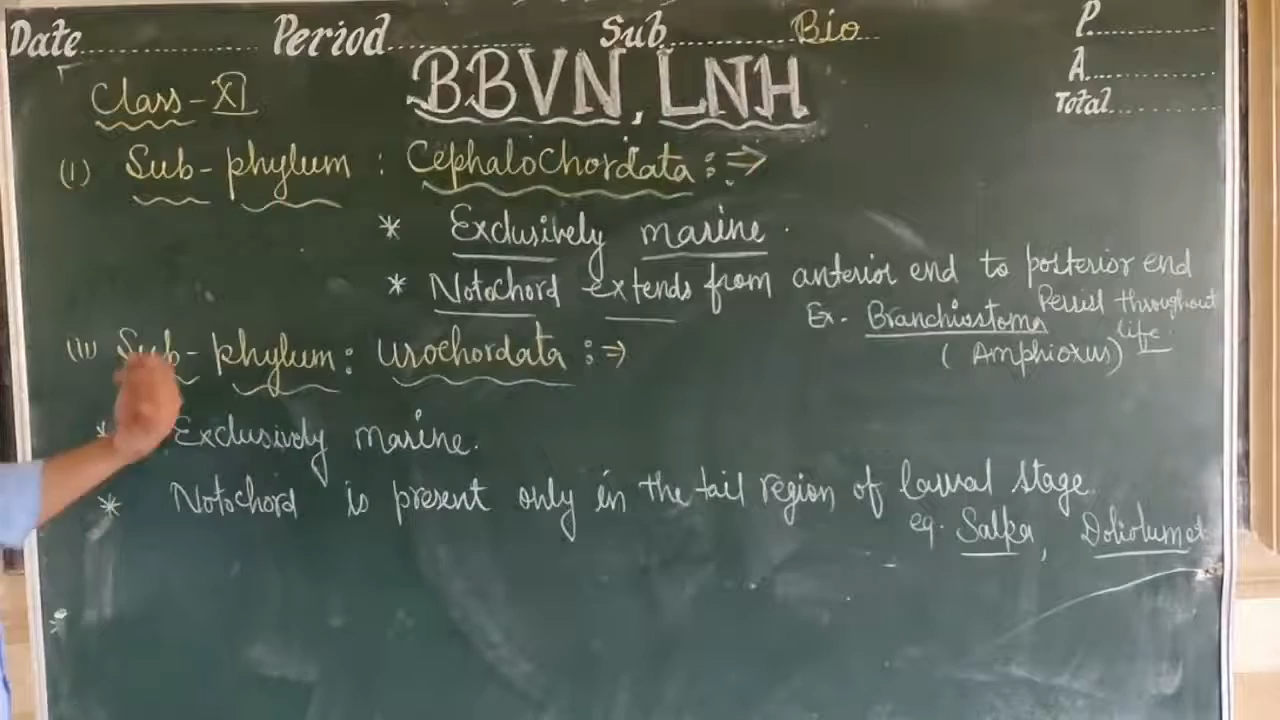 Date.................... Period................ Sub.................Bio....
P...............
A...............
Total...............
BBVN, LNH
Class-XI
(I) Sub-phylum : Cephalochordata :⇒
* Exclusively marine.
* Notochord extends from anterior end to posterior end
Persist throughout life
Ex. Branchiostoma
(Amphioxus)
(II) Sub-phylum : Urochordata :⇒
* Exclusively marine.
* Notochord is present only in the tail region of larval stage.
eg. Salpa, Doliolum et